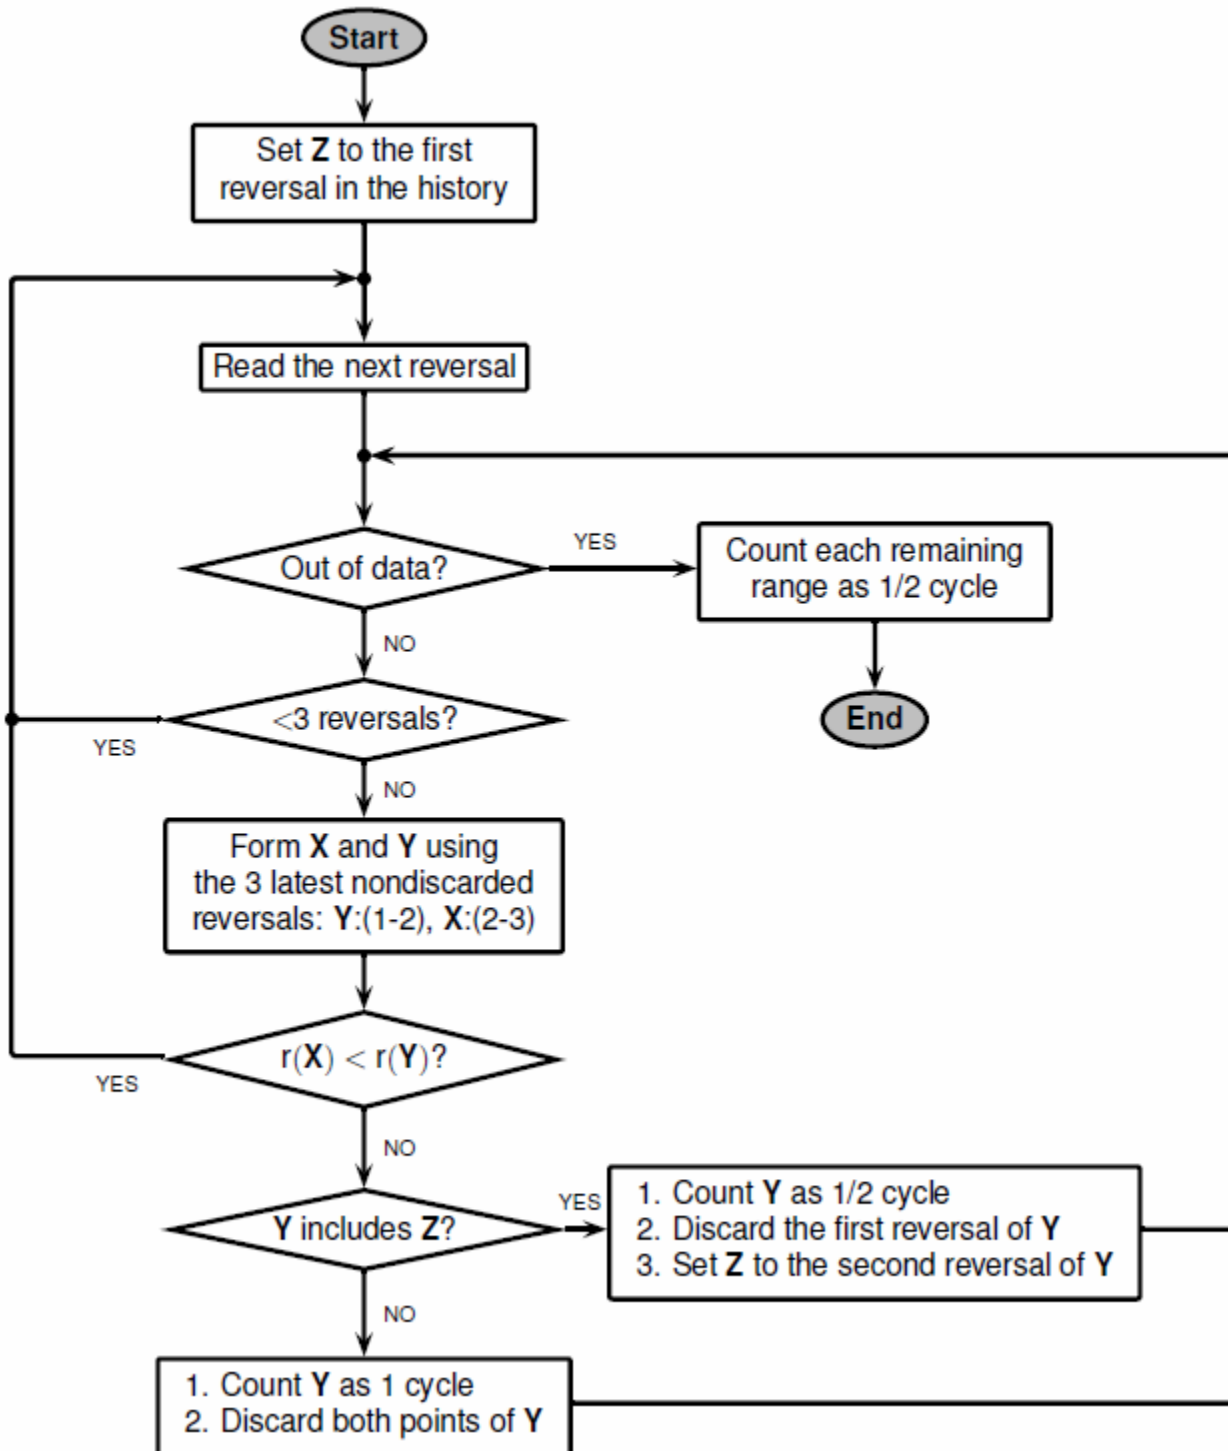 Start
Set Z to the first
reversal in the history
Read the next reversal
Out of data?
YES
Count each remaining
range as 1/2 cycle
NO
End
<3 reversals?
YES
NO
Form X and Y using
the 3 latest nondiscarded
reversals: Y:(1-2), X:(2-3)
r(X) < r(Y)?
YES
NO
Y includes Z?
YES
1. Count Y as 1/2 cycle
2. Discard the first reversal of Y
3. Set Z to the second reversal of Y
NO
1. Count Y as 1 cycle
2. Discard both points of Y